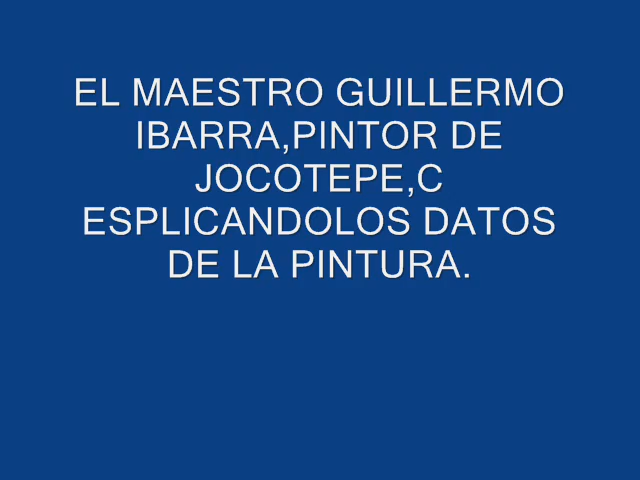 EL MAESTRO GUILLERMO
IBARRA,PINTOR DE
JOCOTEPE,C
ESPLICANDOLOS DATOS
DE LA PINTURA.